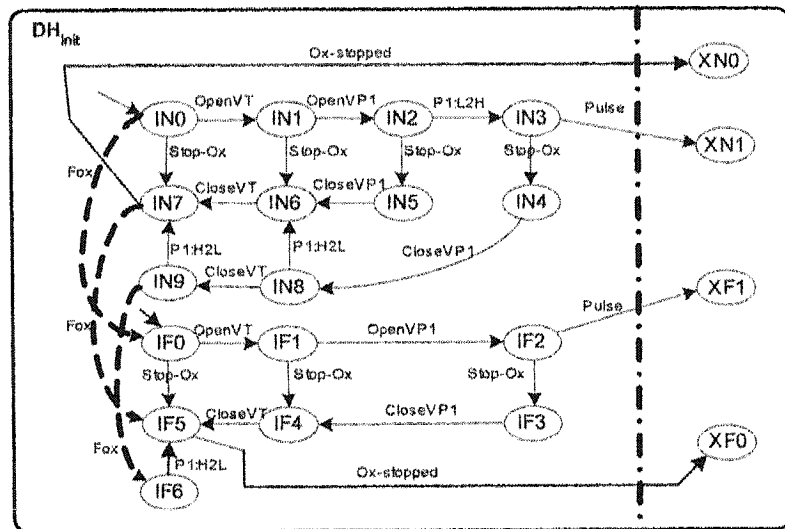 DHinit
Ox-stopped
XN0
OpenVT
OpenVP1
P1:L2H
IN0
IN1
IN2
IN3
Pulse
XN1
Fox
Stop-Ox
Stop-Ox
Stop-Ox
Stop-Ox
CloseVT
CloseVP1
IN7
IN6
IN5
IN4
P1:H2L
P1:H2L
CloseVP1
IN9
CloseVT
IN8
XF1
Fox
OpenVT
OpenVP1
Pulse
IF0
IF1
IF2
Stop-Ox
Stop-Ox
Stop-Ox
CloseVT
CloseVP1
IF5
IF4
IF3
XF0
Fox
P1:H2L
Ox-stopped
IF6